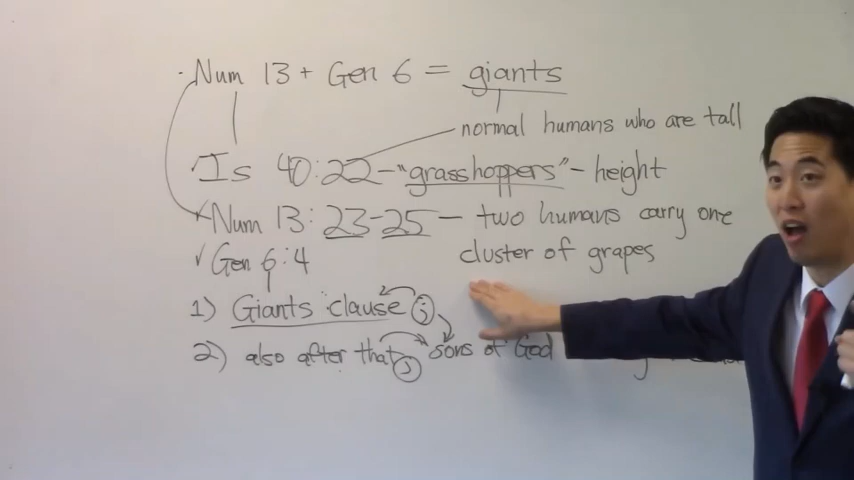 · Num 13 + Gen 6 = giants
normal humans who are tall
Is 40:22 - "grasshoppers" - height
✓ Num 13: 23-25 - two humans carry one
cluster of grapes
✓ Gen 6:4
1) Giants clause ;
2) also after that , sons of God